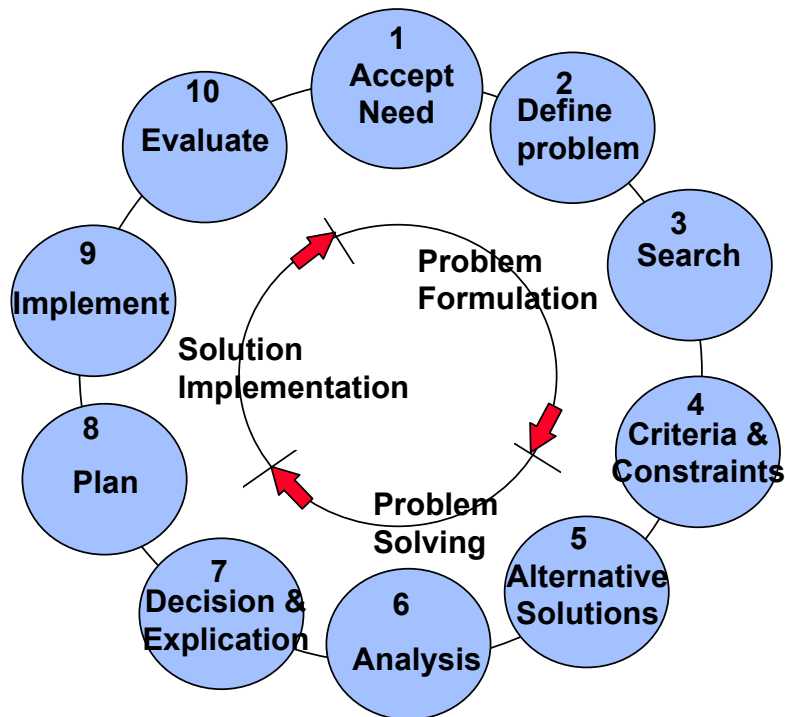 1
Accept
Need
2
Define
problem
3
Search
4
Criteria &
Constraints
5
Alternative
Solutions
6
Analysis
7
Decision &
Explication
8
Plan
9
Implement
10
Evaluate
Problem
Formulation
Problem
Solving
Solution
Implementation